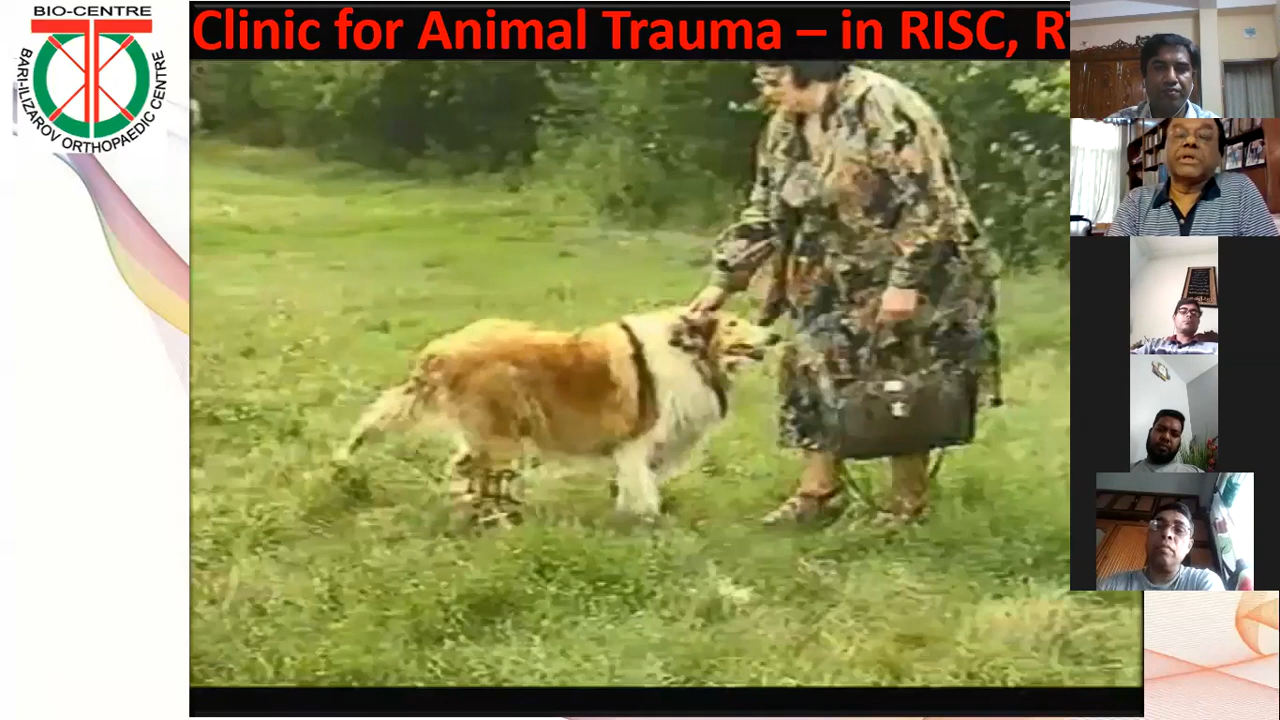 BIO-CENTRE
BARI-ILIZAROV ORTHOPAEDIC CENTRE
Clinic for Animal Trauma – in RISC,